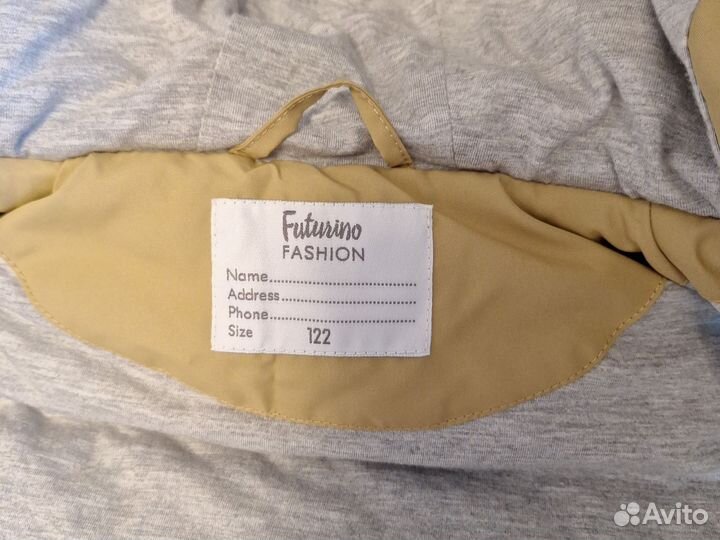 Futurino
FASHION
Name
Address
Phone
Size 122
Avito